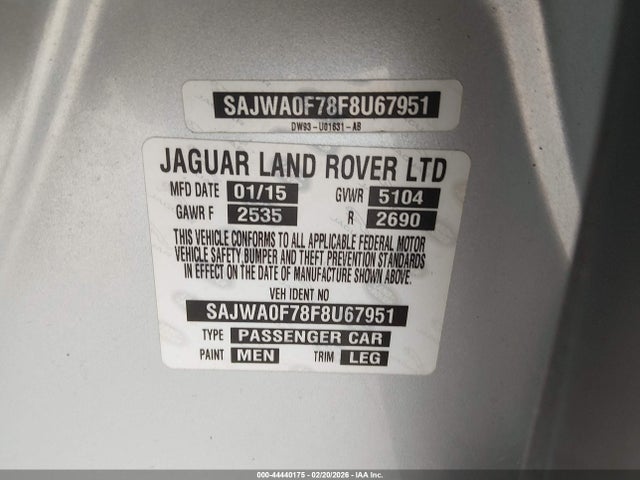 SAJWA0F78F8U67951
DW93-U01631-AB
JAGUAR LAND ROVER LTD
MFD DATE 01/15 GVWR 5104
GAWR F 2535 R 2690
THIS VEHICLE CONFORMS TO ALL APPLICABLE FEDERAL MOTOR
VEHICLE SAFETY,BUMPER AND THEFT PREVENTION STANDARDS
IN EFFECT ON THE DATE OF MANUFACTURE SHOWN ABOVE.
VEH IDENT NO
SAJWA0F78F8U67951
TYPE PASSENGER CAR
PAINT MEN TRIM LEG
000-44440175 - 02/20/2026 - IAA Inc.